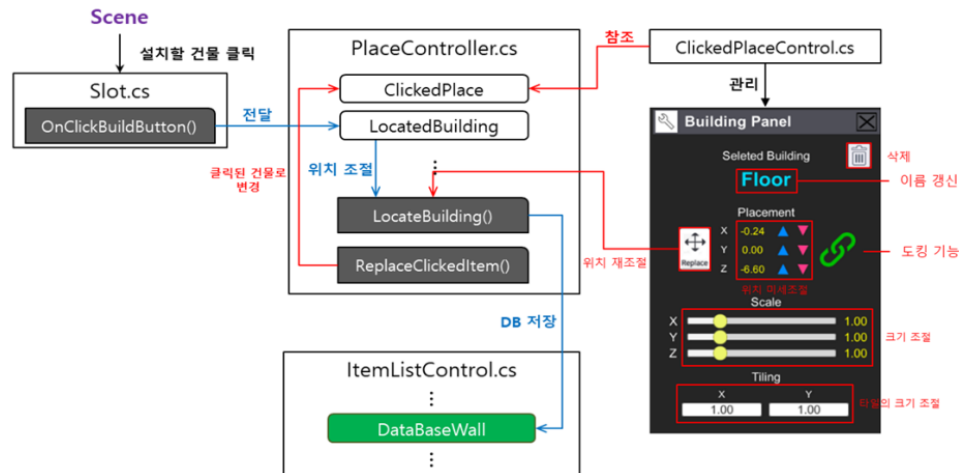 Scene
설치할 건물 클릭
Slot.cs
OnClickBuildButton()
전달
PlaceController.cs
ClickedPlace
LocatedBuilding
위치 조절
클릭된 건물로
변경
LocateBuilding()
ReplaceClickedItem()
DB 저장
ItemListControl.cs
DataBaseWall
참조
ClickedPlaceControl.cs
관리
Building Panel
Seleted Building
삭제
Floor
이름 갱신
Placement
X -0.24
Y 0.00
Z -6.60
Replace
위치 재조절
도킹 기능
위치 미세조절
Scale
X 1.00
Y 1.00
Z 1.00
크기 조절
Tiling
X Y
1.00 1.00
타일의 크기 조절